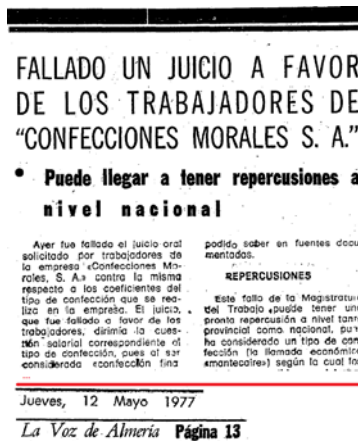 FALLADO UN JUICIO A FAVOR
DE LOS TRABAJADORES DE
“CONFECCIONES MORALES S. A.”
• Puede llegar a tener repercusiones a
nivel nacional
Ayer fue fallado el juicio oral
solicitado por trabajadores de
la empresa «Confecciones Mo-
rales, S. A.» contra la misma
respecto a los coeficientes del
tipo de confección que se rea-
liza en la empresa. El juicio,
que fue fallado a favor de los
trabajadores, dirimía la cues-
tión salarial correspondiente al
tipo de confección, pues al ser
considerada «confección fina
...
podido saber en fuentes docu
mentadas.
REPERCUSIONES
Este fallo de la Magistratur
del Trabajo «puede tener un
pronta repercusión a nivel tant
provincial como nacional, pu
ha considerado un tipo de con
fección (la llamada económic
«mantecaire») según la cual lo
Jueves, 12 Mayo 1977
La Voz de Almería Página 13